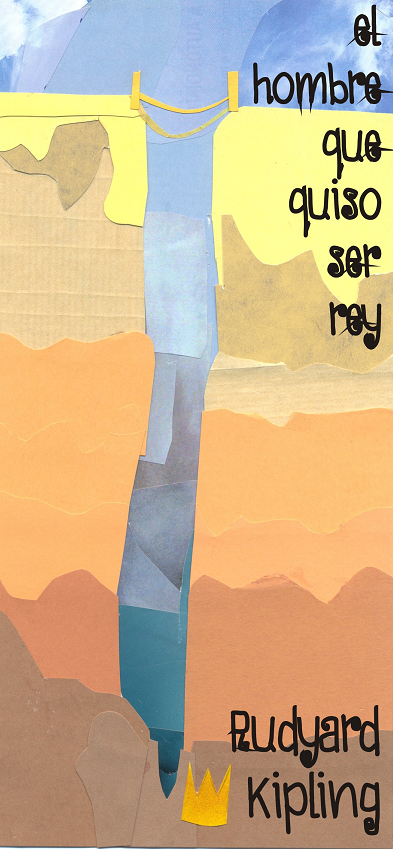 el
hombre
que
quiso
ser
rey
Rudyard
Kipling